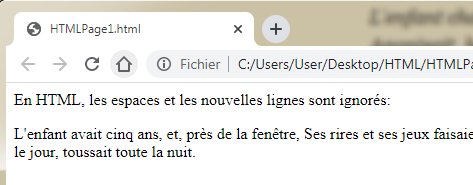 L'enfant
HTMLPage1.html
Fichier C:/Users/User/Desktop/HTML/HTMLPa
En HTML, les espaces et les nouvelles lignes sont ignorés:
L'enfant avait cinq ans, et, près de la fenêtre, Ses rires et ses jeux faisaie
le jour, toussait toute la nuit.